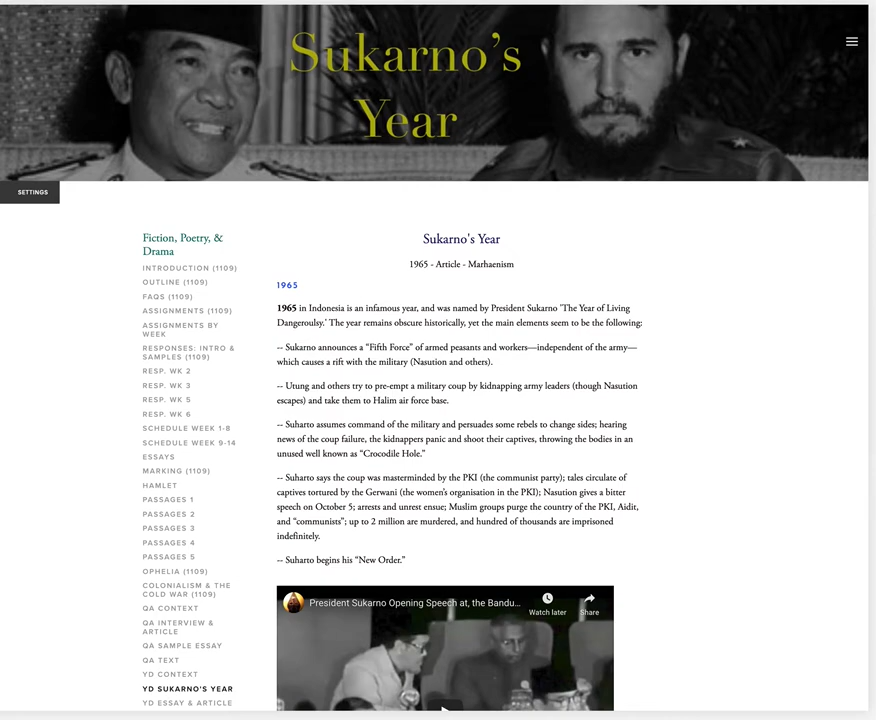 Sukarno's
Year
SETTINGS
Fiction, Poetry, &
Drama
INTRODUCTION (1109)
OUTLINE (1109)
FAQS (1109)
ASSIGNMENTS (1109)
ASSIGNMENTS BY
WEEK
RESPONSES: INTRO &
SAMPLES (1109)
RESP. WK 2
RESP. WK 3
RESP. WK 5
RESP. WK 6
SCHEDULE WEEK 1-8
SCHEDULE WEEK 9-14
ESSAYS
MARKING (1109)
HAMLET
PASSAGES 1
PASSAGES 2
PASSAGES 3
PASSAGES 4
PASSAGES 5
OPHELIA (1109)
COLONIALISM & THE
COLD WAR (1109)
QA CONTEXT
QA INTERVIEW &
ARTICLE
QA SAMPLE ESSAY
QA TEXT
YD CONTEXT
YD SUKARNO'S YEAR
YD ESSAY & ARTICLE
Sukarno's Year
1965 - Article - Marhaenism
1965
1965 in Indonesia is an infamous year, and was named by President Sukarno 'The Year of Living
Dangeroulsy.' The year remains obscure historically, yet the main elements seem to be the following:
-- Sukarno announces a “Fifth Force” of armed peasants and workers—independent of the army—
which causes a rift with the military (Nasution and others).
-- Utung and others try to pre-empt a military coup by kidnapping army leaders (though Nasution
escapes) and take them to Halim air force base.
-- Suharto assumes command of the military and persuades some rebels to change sides; hearing
news of the coup failure, the kidnappers panic and shoot their captives, throwing the bodies in an
unused well known as “Crocodile Hole.”
-- Suharto says the coup was masterminded by the PKI (the communist party); tales circulate of
captives tortured by the Gerwani (the women's organisation in the PKI); Nasution gives a bitter
speech on October 5; arrests and unrest ensue; Muslim groups purge the country of the PKI, Aidit,
and “communists”; up to 2 million are murdered, and hundred of thousands are imprisoned
indefinitely.
-- Suharto begins his “New Order.”
President Sukarno Opening Speech at, the Bandu...
Watch later
Share